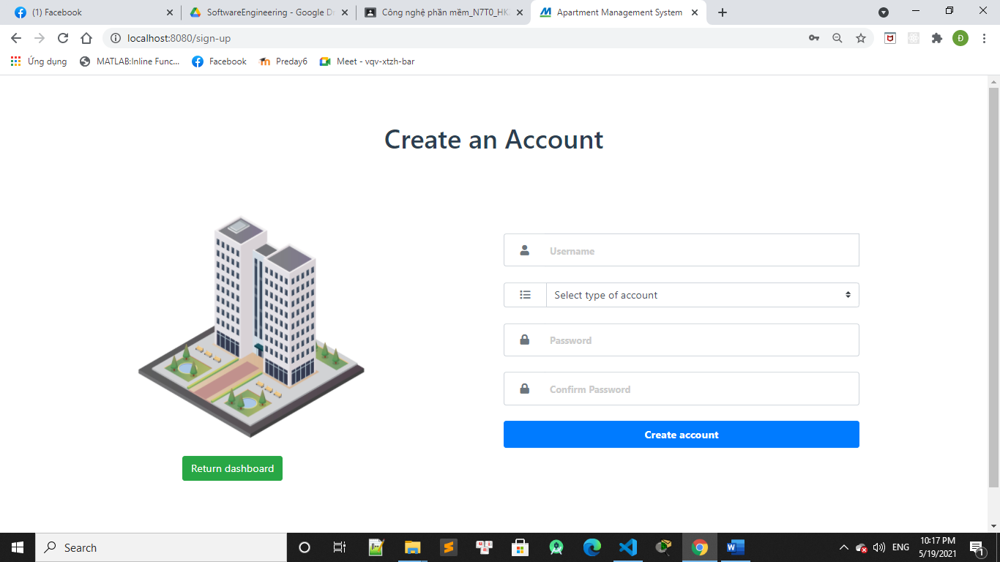 (1) Facebook
SoftwareEngineering - Google D
Công nghệ phần mềm_N7T0_HK
Apartment Management System
localhost:8080/sign-up
Đ
Ứng dụng
MATLAB:Inline Func...
Facebook
Preday6
Meet - vqv-xtzh-bar
Create an Account
Username
Select type of account
Password
Confirm Password
Create account
Return dashboard
Search
ENG
10:17 PM
5/19/2021
1